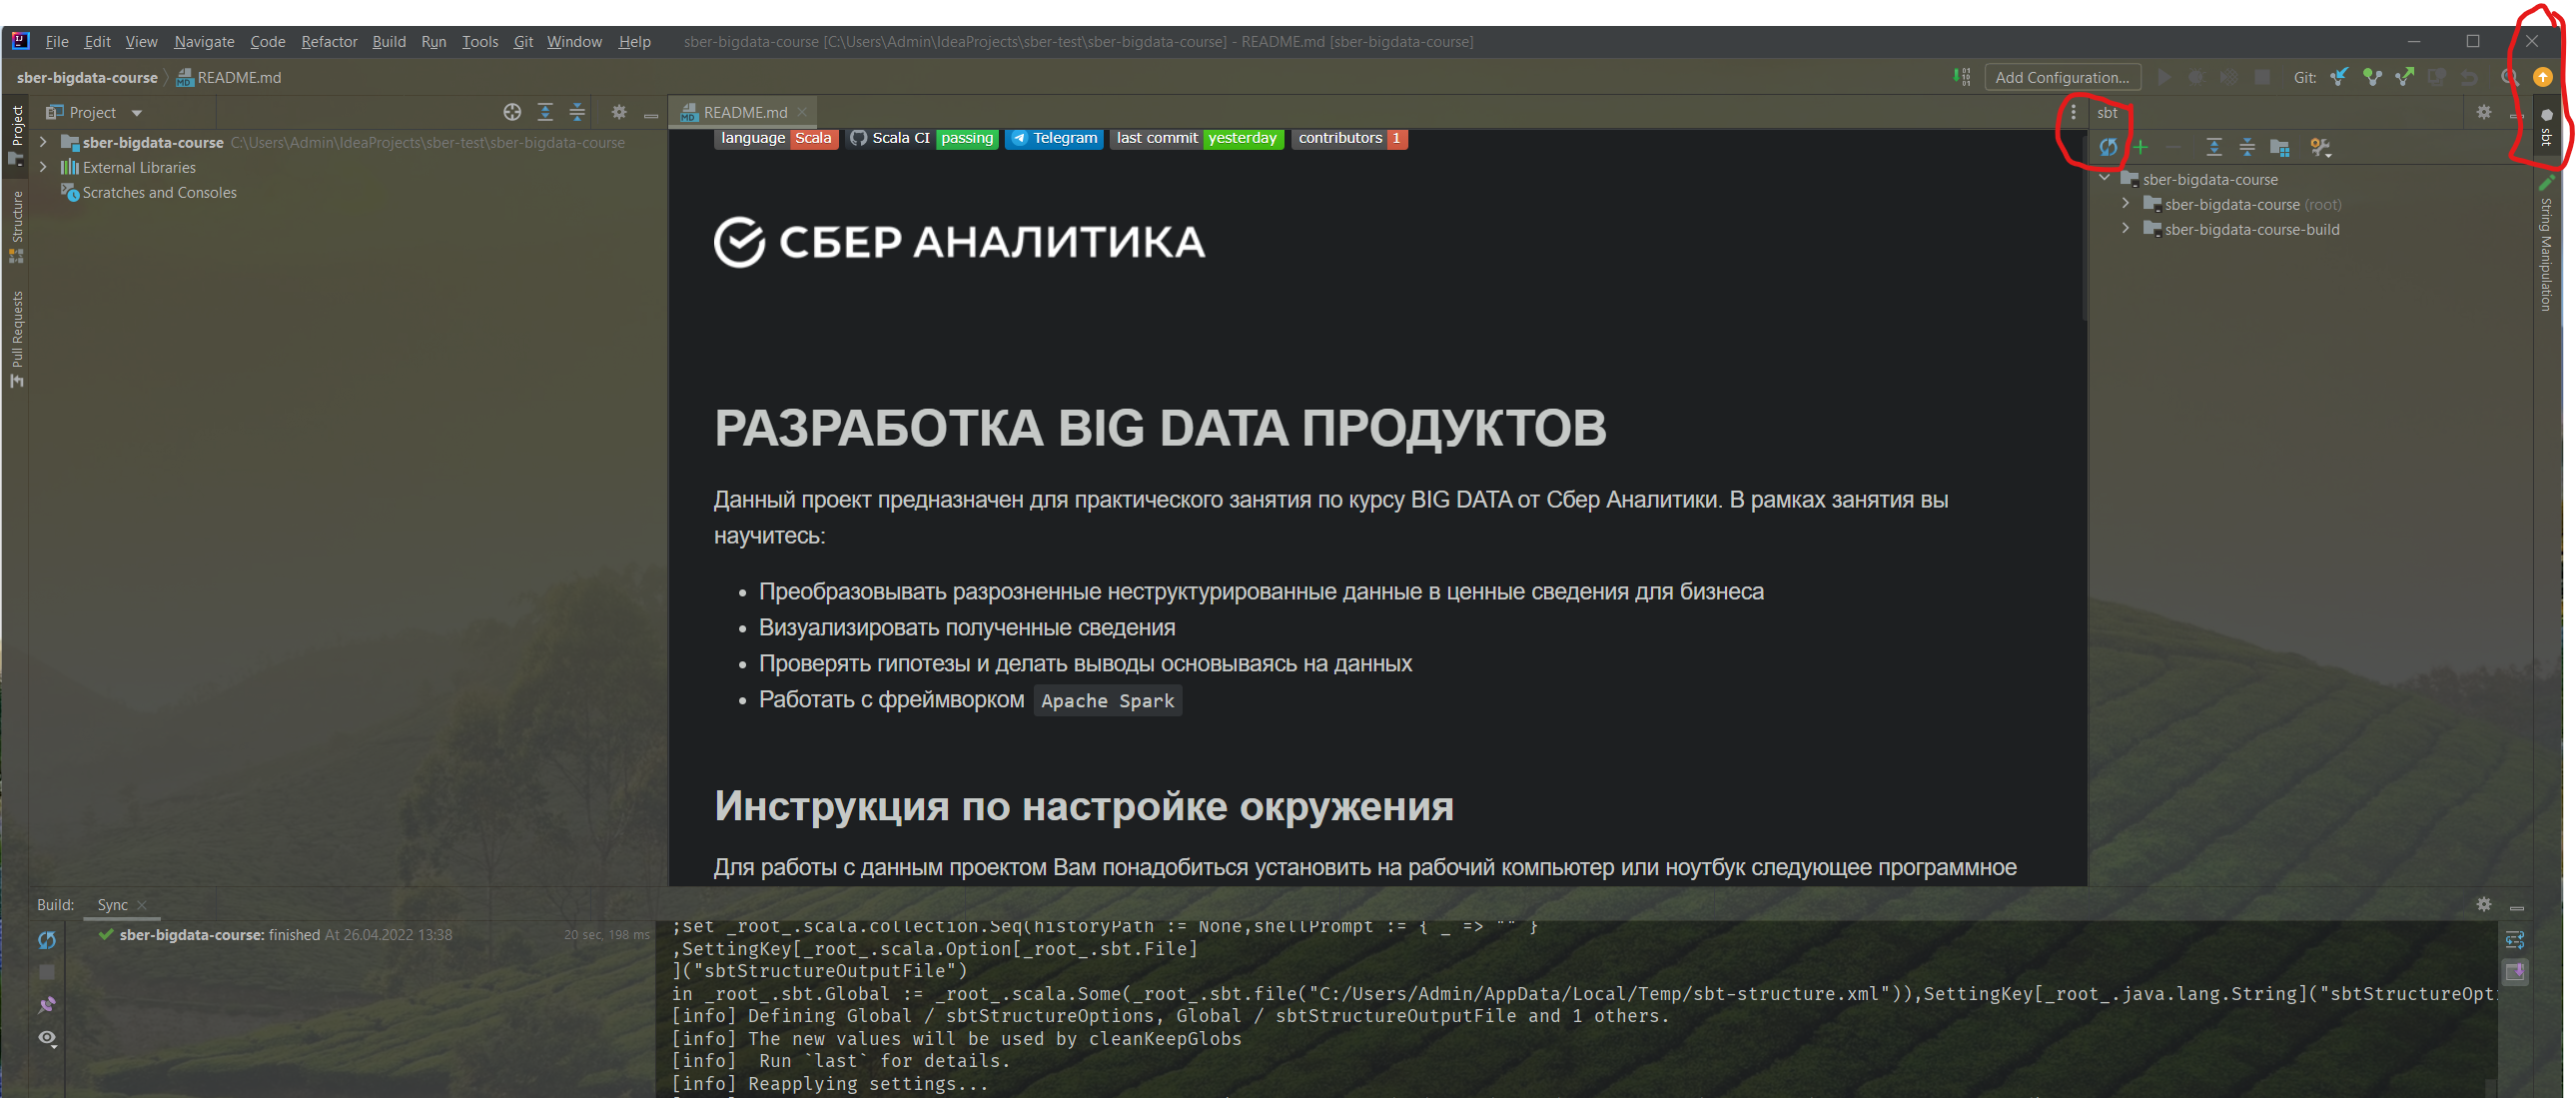 File Edit View Navigate Code Refactor Build Run Tools Git Window Help sber-bigdata-course [C:\Users\Admin\IdeaProjects\sber-test\sber-bigdata-course] - README.md [sber-bigdata-course]
sber-bigdata-course README.md Add Configuration... Git:
Project
Structure
Pull Requests
Project
sber-bigdata-course C:\Users\Admin\IdeaProjects\sber-test\sber-bigdata-course
External Libraries
Scratches and Consoles
README.md
language Scala Scala CI passing Telegram last commit yesterday contributors 1
СБЕР АНАЛИТИКА
РАЗРАБОТКА BIG DATA ПРОДУКТОВ
Данный проект предназначен для практического занятия по курсу BIG DATA от Сбер Аналитики. В рамках занятия вы
научитесь:
Преобразовывать разрозненные неструктурированные данные в ценные сведения для бизнеса
Визуализировать полученные сведения
Проверять гипотезы и делать выводы основываясь на данных
Работать с фреймворком Apache Spark
Инструкция по настройке окружения
Для работы с данным проектом Вам понадобиться установить на рабочий компьютер или ноутбук следующее программное
sbt
sber-bigdata-course
sber-bigdata-course (root)
sber-bigdata-course-build
sbt
String Manipulation
Build: Sync
sber-bigdata-course: finished At 26.04.2022 13:38 20 sec, 198 ms
;set _root_.scala.collection.Seq(historyPath := None,shellPrompt := { _ => "" }
,SettingKey[_root_.scala.Option[_root_.sbt.File]
]("sbtStructureOutputFile")
in _root_.sbt.Global := _root_.scala.Some(_root_.sbt.file("C:/Users/Admin/AppData/Local/Temp/sbt-structure.xml")),SettingKey[_root_.java.lang.String]("sbtStructureOpti
[info] Defining Global / sbtStructureOptions, Global / sbtStructureOutputFile and 1 others.
[info] The new values will be used by cleanKeepGlobs
[info]  Run `last` for details.
[info] Reapplying settings...